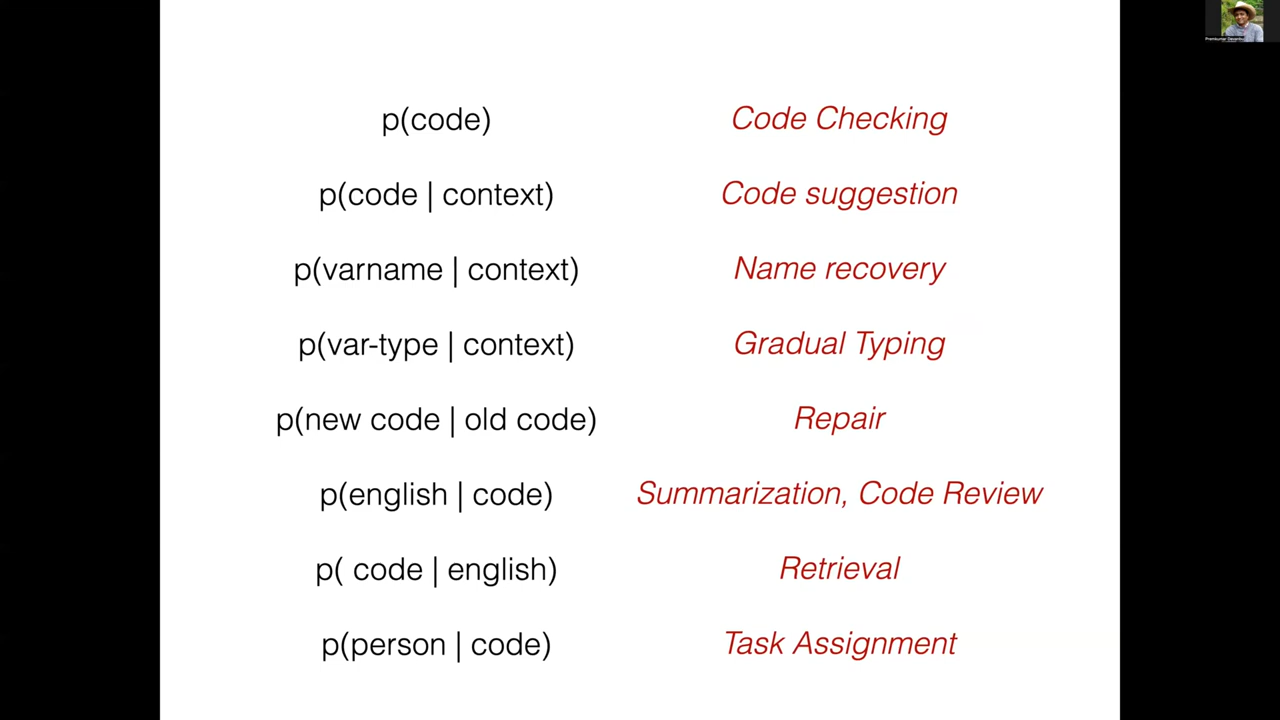 p(code) Code Checking
p(code | context) Code suggestion
p(varname | context) Name recovery
p(var-type | context) Gradual Typing
p(new code | old code) Repair
p(english | code) Summarization, Code Review
p( code | english) Retrieval
p(person | code) Task Assignment